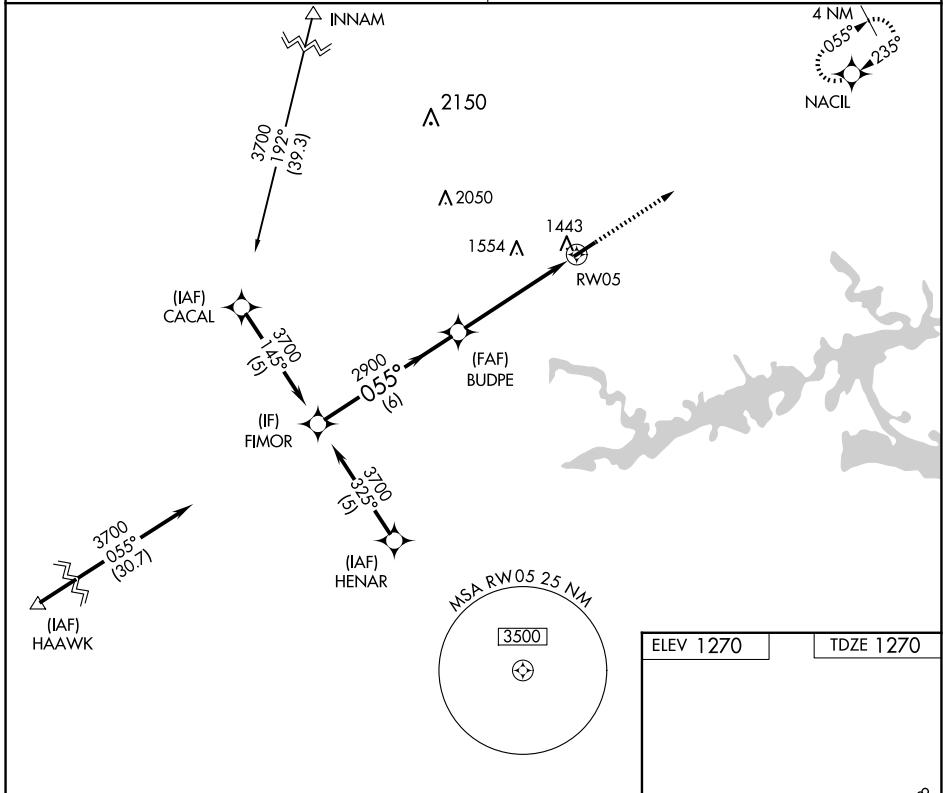 INNAM
3700
192°
(39.3)
4 NM
055°
235°
NACIL
2150
2050
1554
1443
RW05
(IAF)
CACAL
3700
145°
(5)
2900
055°
(6)
(FAF)
BUDPE
(IF)
FIMOR
3700
325°
(5)
(IAF)
HENAR
3700
055°
(30.7)
(IAF)
HAAWK
MSA RW05 25 NM
3500
ELEV 1270
TDZE 1270